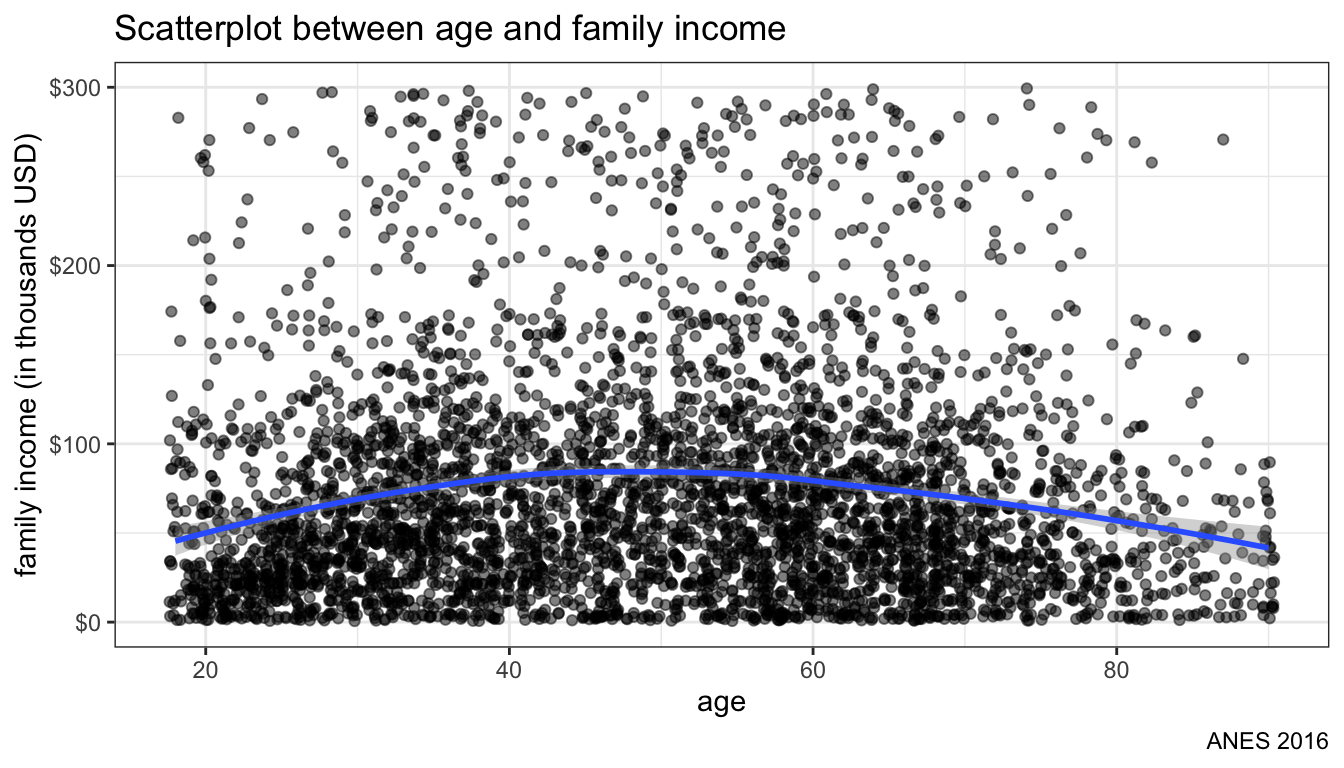 Scatterplot between age and family income
family income (in thousands USD)
$300
$200
$100
$0
20 40 60 80
age
ANES 2016